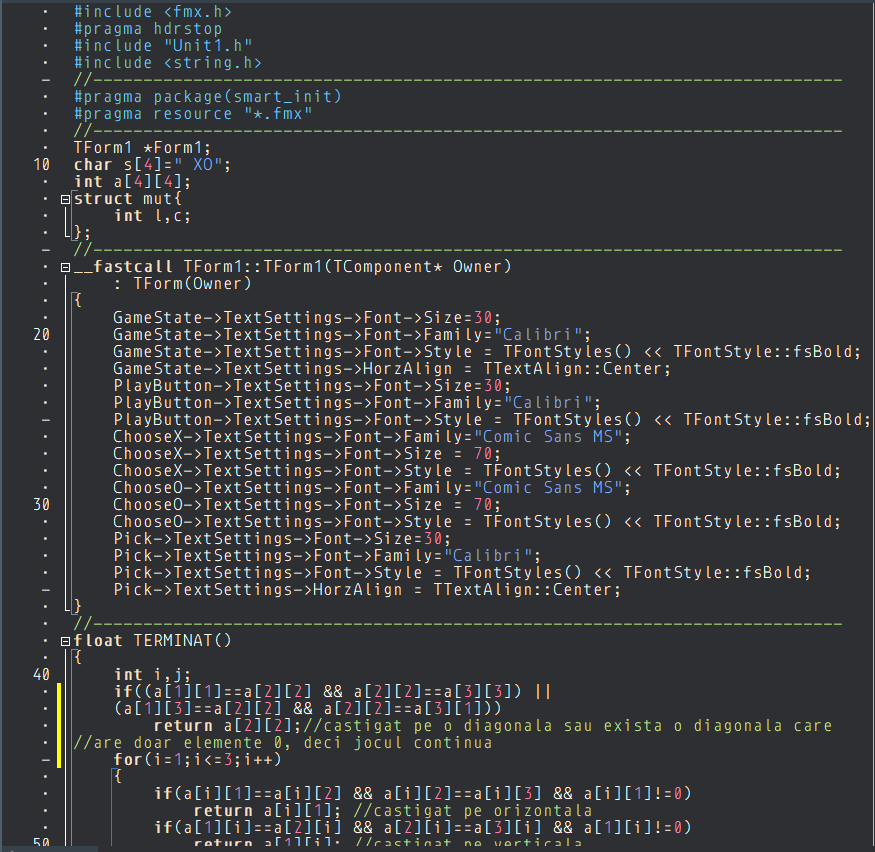 #include <fmx.h>
#pragma hdrstop
#include "Unit1.h"
#include <string.h>
//---------------------------------------------------------------------------
#pragma package(smart_init)
#pragma resource "*.fmx"
//---------------------------------------------------------------------------
TForm1 *Form1;
10 char s[4]=" XO";
int a[4][4];
struct mut{
    int l,c;
};
//---------------------------------------------------------------------------
__fastcall TForm1::TForm1(TComponent* Owner)
    : TForm(Owner)
{
    GameState->TextSettings->Font->Size=30;
20     GameState->TextSettings->Font->Family="Calibri";
    GameState->TextSettings->Font->Style = TFontStyles() << TFontStyle::fsBold;
    GameState->TextSettings->HorzAlign = TTextAlign::Center;
    PlayButton->TextSettings->Font->Size=30;
    PlayButton->TextSettings->Font->Family="Calibri";
    PlayButton->TextSettings->Font->Style = TFontStyles() << TFontStyle::fsBold;
    ChooseX->TextSettings->Font->Family="Comic Sans MS";
    ChooseX->TextSettings->Font->Size = 70;
    ChooseX->TextSettings->Font->Style = TFontStyles() << TFontStyle::fsBold;
    ChooseO->TextSettings->Font->Family="Comic Sans MS";
30     ChooseO->TextSettings->Font->Size = 70;
    ChooseO->TextSettings->Font->Style = TFontStyles() << TFontStyle::fsBold;
    Pick->TextSettings->Font->Size=30;
    Pick->TextSettings->Font->Family="Calibri";
    Pick->TextSettings->Font->Style = TFontStyles() << TFontStyle::fsBold;
    Pick->TextSettings->HorzAlign = TTextAlign::Center;
}
//---------------------------------------------------------------------------
float TERMINAT()
{
40     int i,j;
    if((a[1][1]==a[2][2] && a[2][2]==a[3][3]) ||
    (a[1][3]==a[2][2] && a[2][2]==a[3][1]))
        return a[2][2];//castigat pe o diagonala sau exista o diagonala care
//are doar elemente 0, deci jocul continua
    for(i=1;i<=3;i++)
    {
        if(a[i][1]==a[i][2] && a[i][2]==a[i][3] && a[i][1]!=0)
            return a[i][1]; //castigat pe orizontala
        if(a[1][i]==a[2][i] && a[2][i]==a[3][i] && a[1][i]!=0)
50             return a[1][i]; //castigat pe verticala